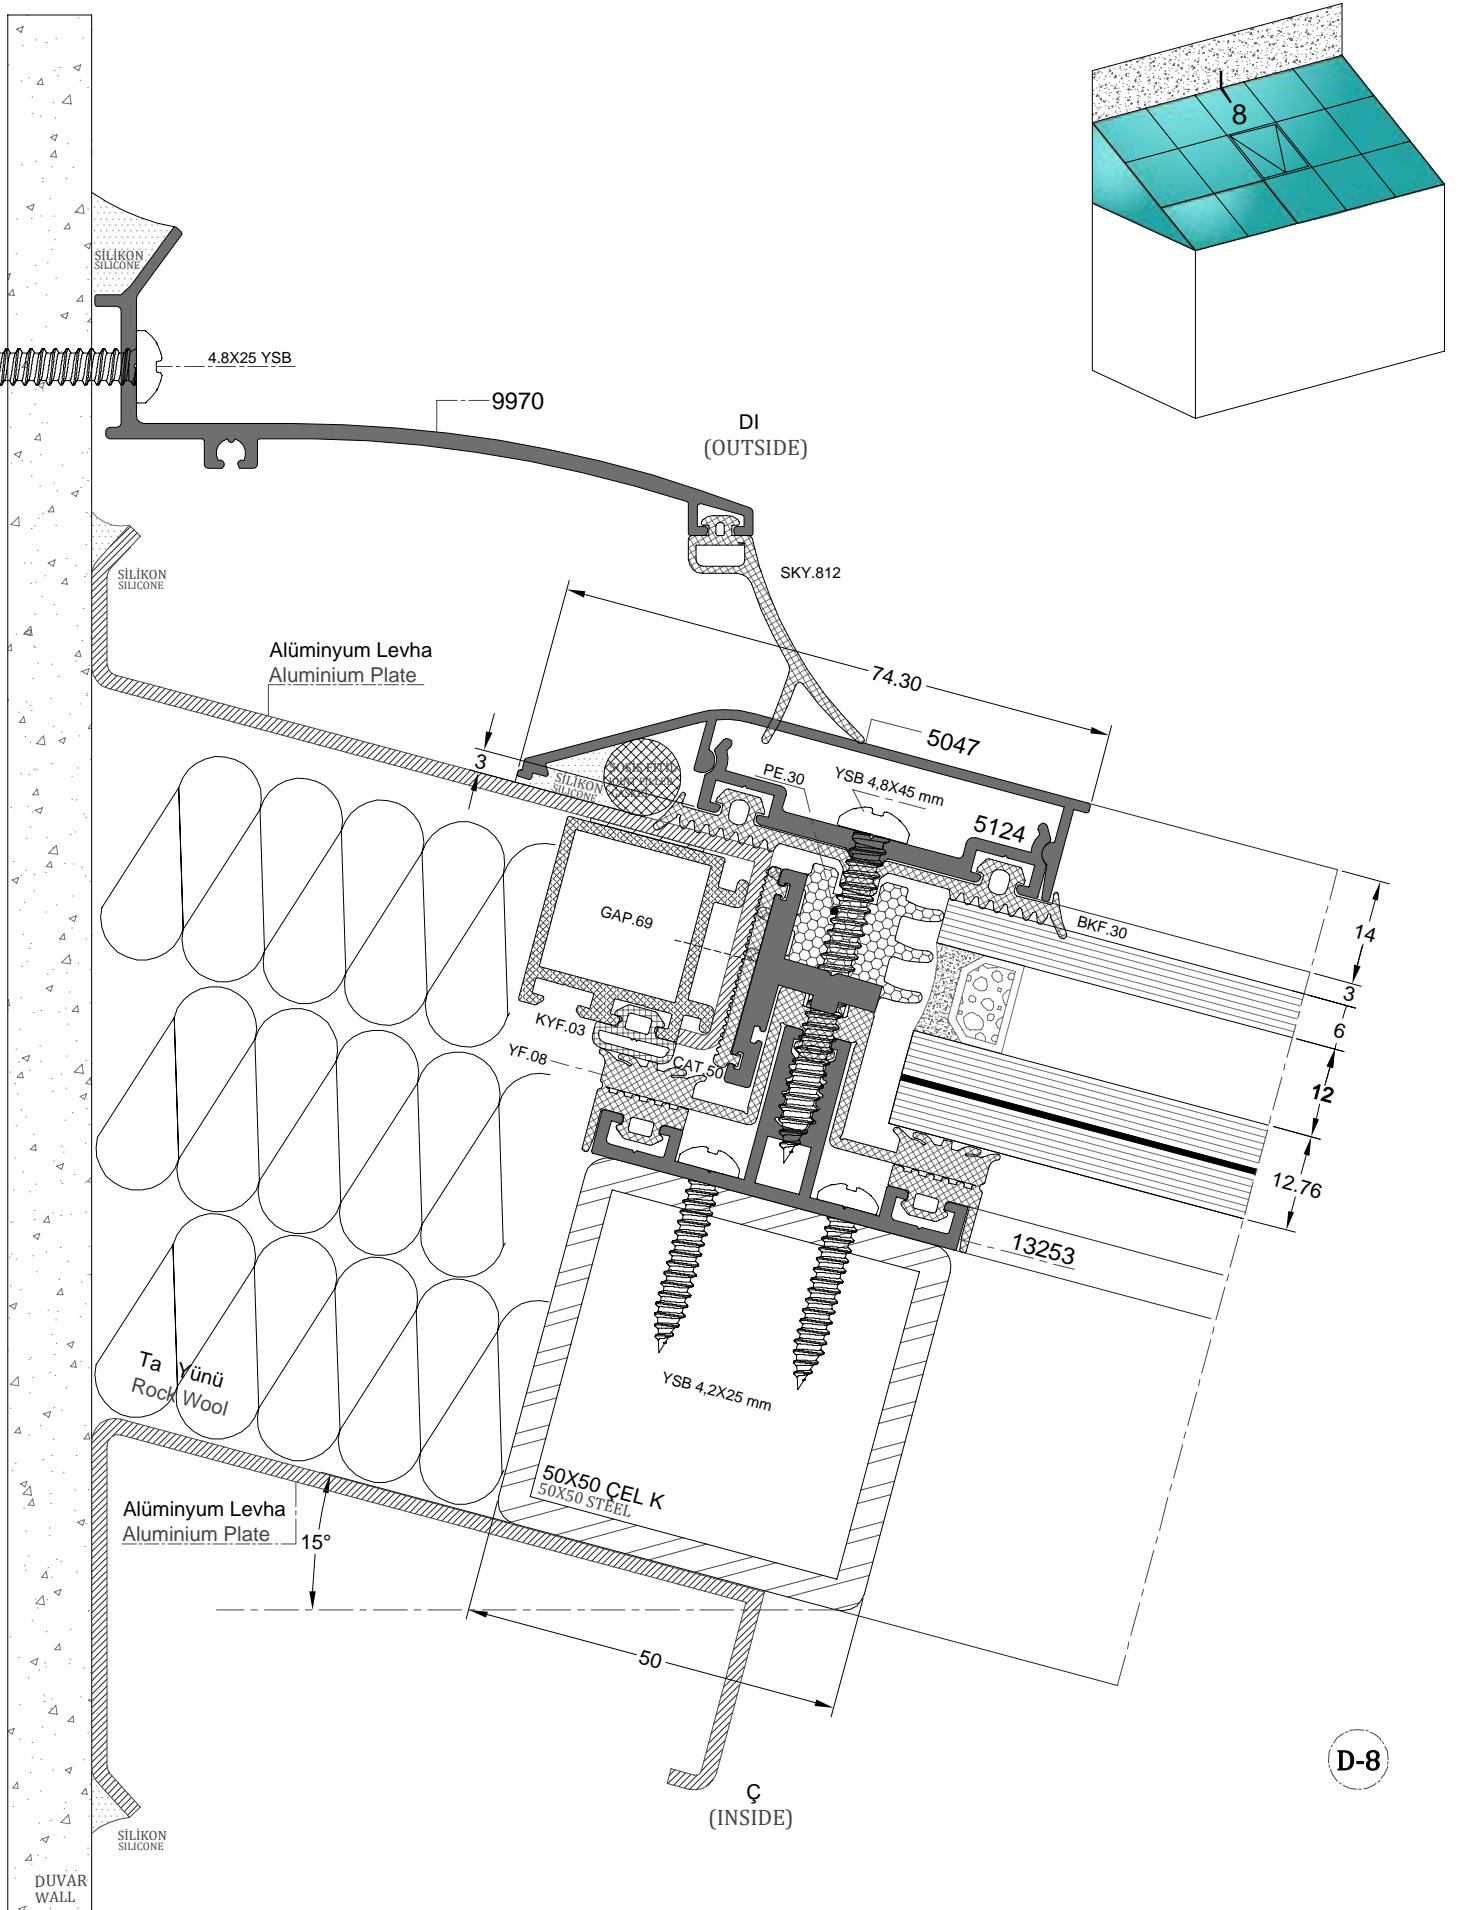 8
SİLİKON
SILICONE
4.8X25 YSB
9970
DI
(OUTSIDE)
SKY.812
SİLİKON
SILICONE
Alüminyum Levha
Aluminium Plate
74.30
5047
3
PE.30
YSB 4,8X45 mm
SİLİKON
SILICONE
5124
GAP.69
BKF.30
14
3
6
KYF.03
YF.08
CAT.50
12
12.76
13253
Ta Yünü
Rock Wool
YSB 4,2X25 mm
50X50 ÇEL K
50X50 STEEL
Alüminyum Levha
Aluminium Plate
15°
50
D-8
Ç
(INSIDE)
SİLİKON
SILICONE
DUVAR
WALL